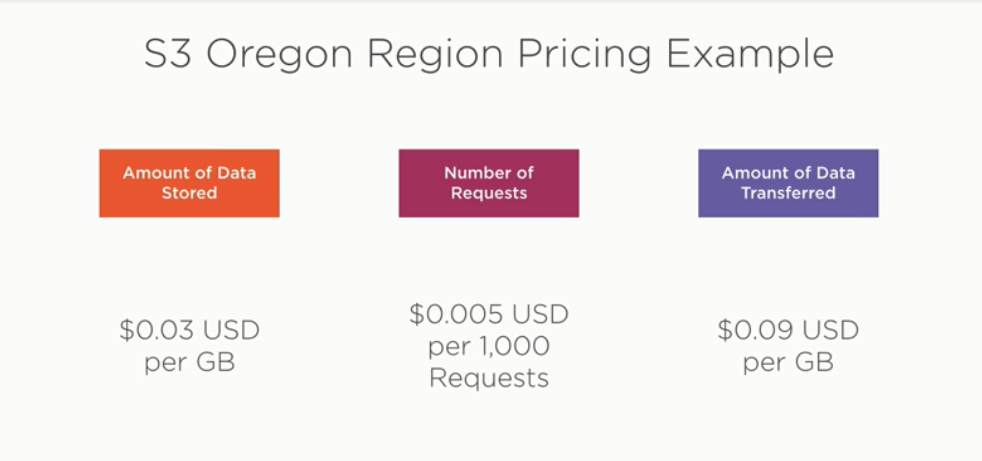 S3 Oregon Region Pricing Example
Amount of Data
Stored
Number of
Requests
Amount of Data
Transferred
$0.03 USD
per GB
$0.005 USD
per 1,000
Requests
$0.09 USD
per GB